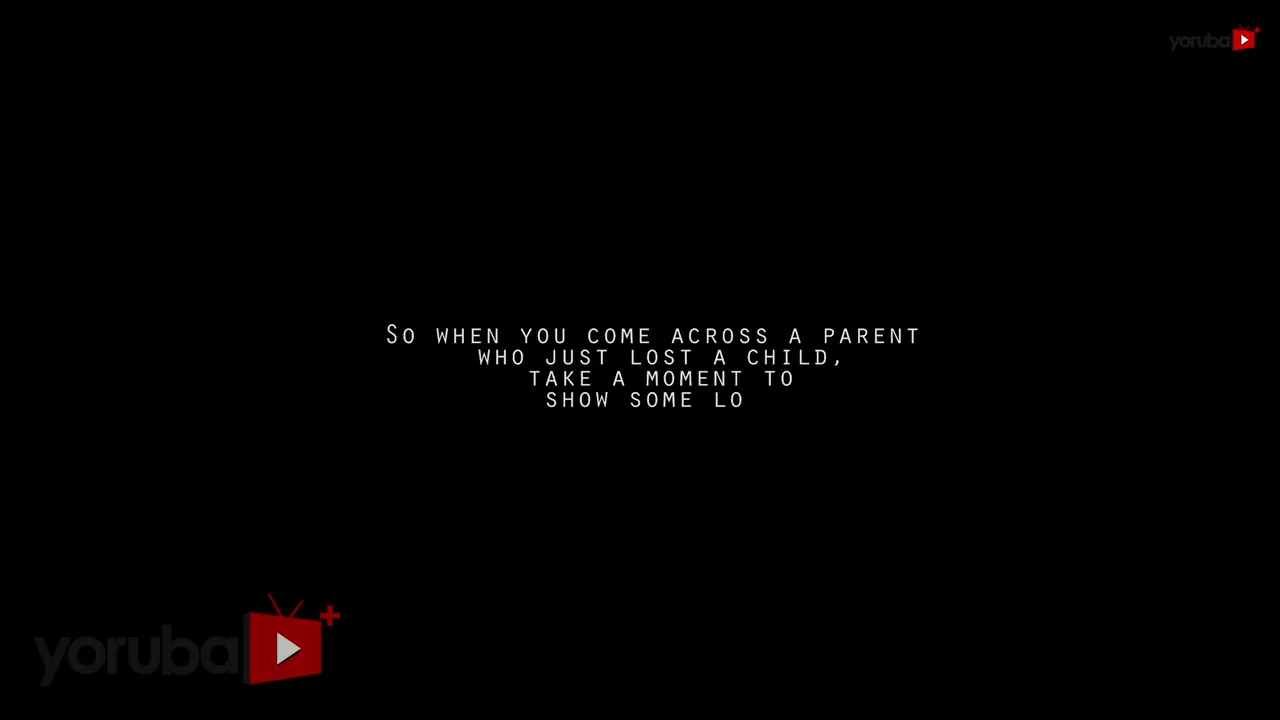 yoruba
So when you come across a parent
who just lost a child,
take a moment to
show some lo
yoruba